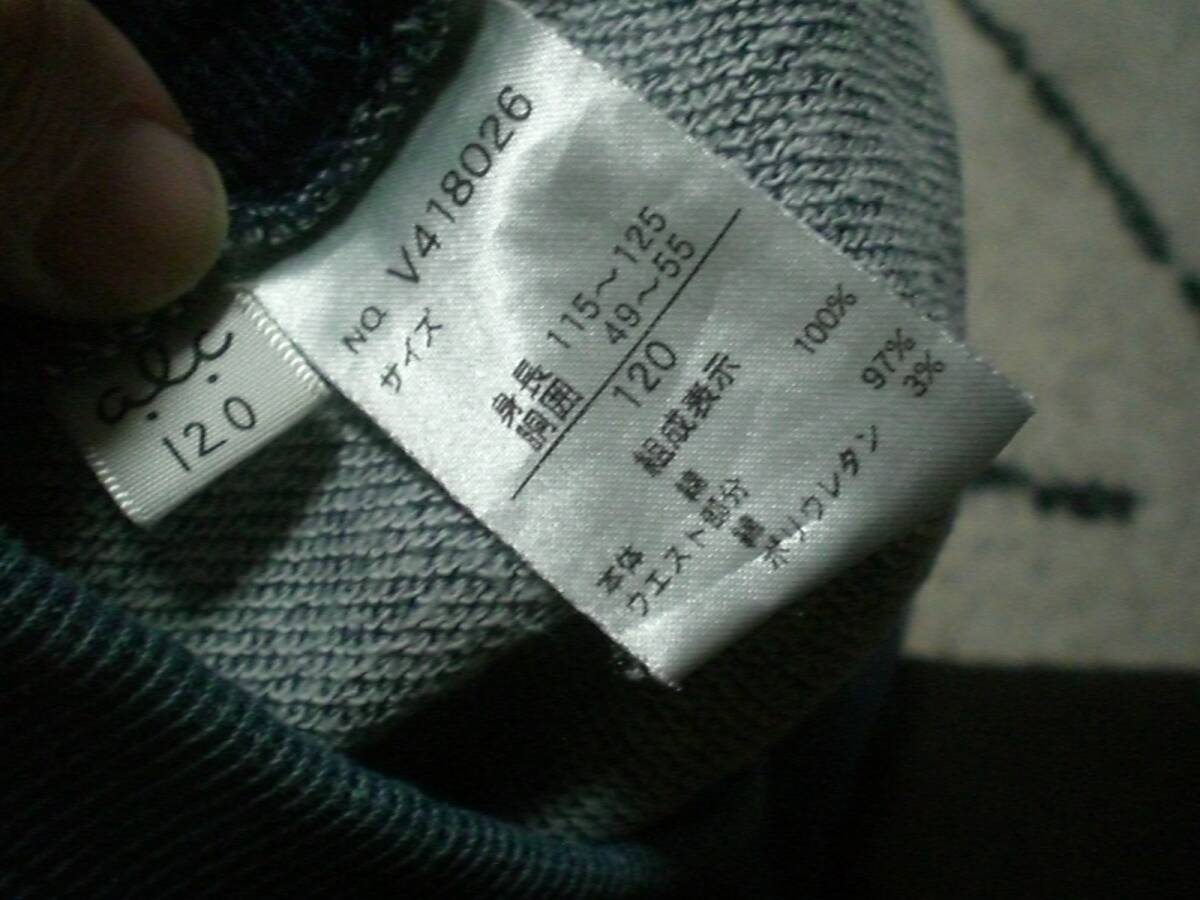 a.l.c
120
NO. V418026
サイズ
身長 115～125
胴囲 49～55
120
組成表示
本体
綿 100%
ウエスト部分
綿 97%
ポリウレタン 3%